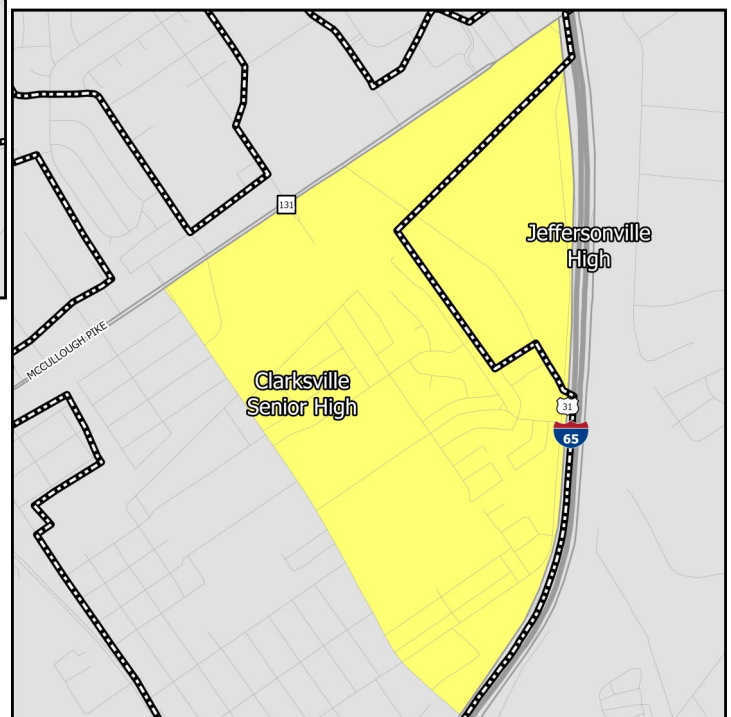 131
Jeffersonville
High
MCCULLOUGH PIKE
Clarksville
Senior High
31
65